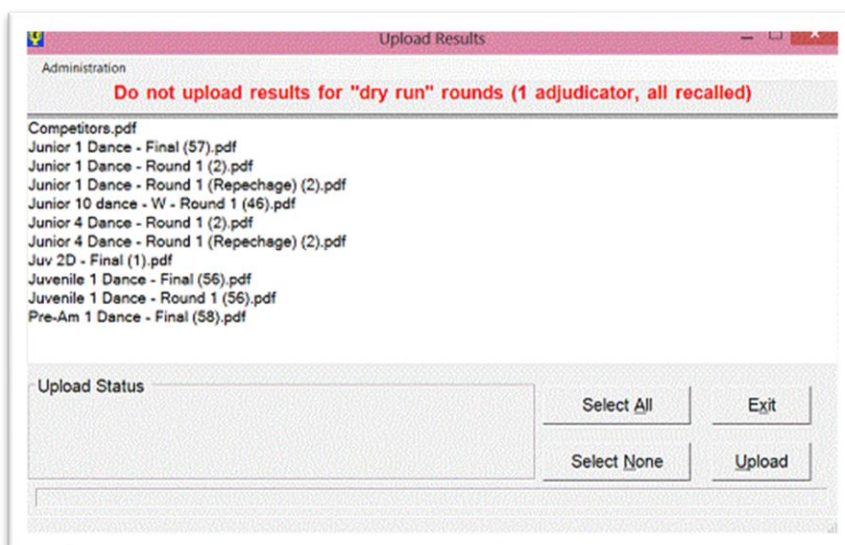 Upload Results
Administration
Do not upload results for "dry run" rounds (1 adjudicator, all recalled)
Competitors.pdf
Junior 1 Dance - Final (57).pdf
Junior 1 Dance - Round 1 (2).pdf
Junior 1 Dance - Round 1 (Repechage) (2).pdf
Junior 10 dance - W - Round 1 (46).pdf
Junior 4 Dance - Round 1 (2).pdf
Junior 4 Dance - Round 1 (Repechage) (2).pdf
Juv 2D - Final (1).pdf
Juvenile 1 Dance - Final (56).pdf
Juvenile 1 Dance - Round 1 (56).pdf
Pre-Am 1 Dance - Final (58).pdf
Upload Status
Select All
Exit
Select None
Upload